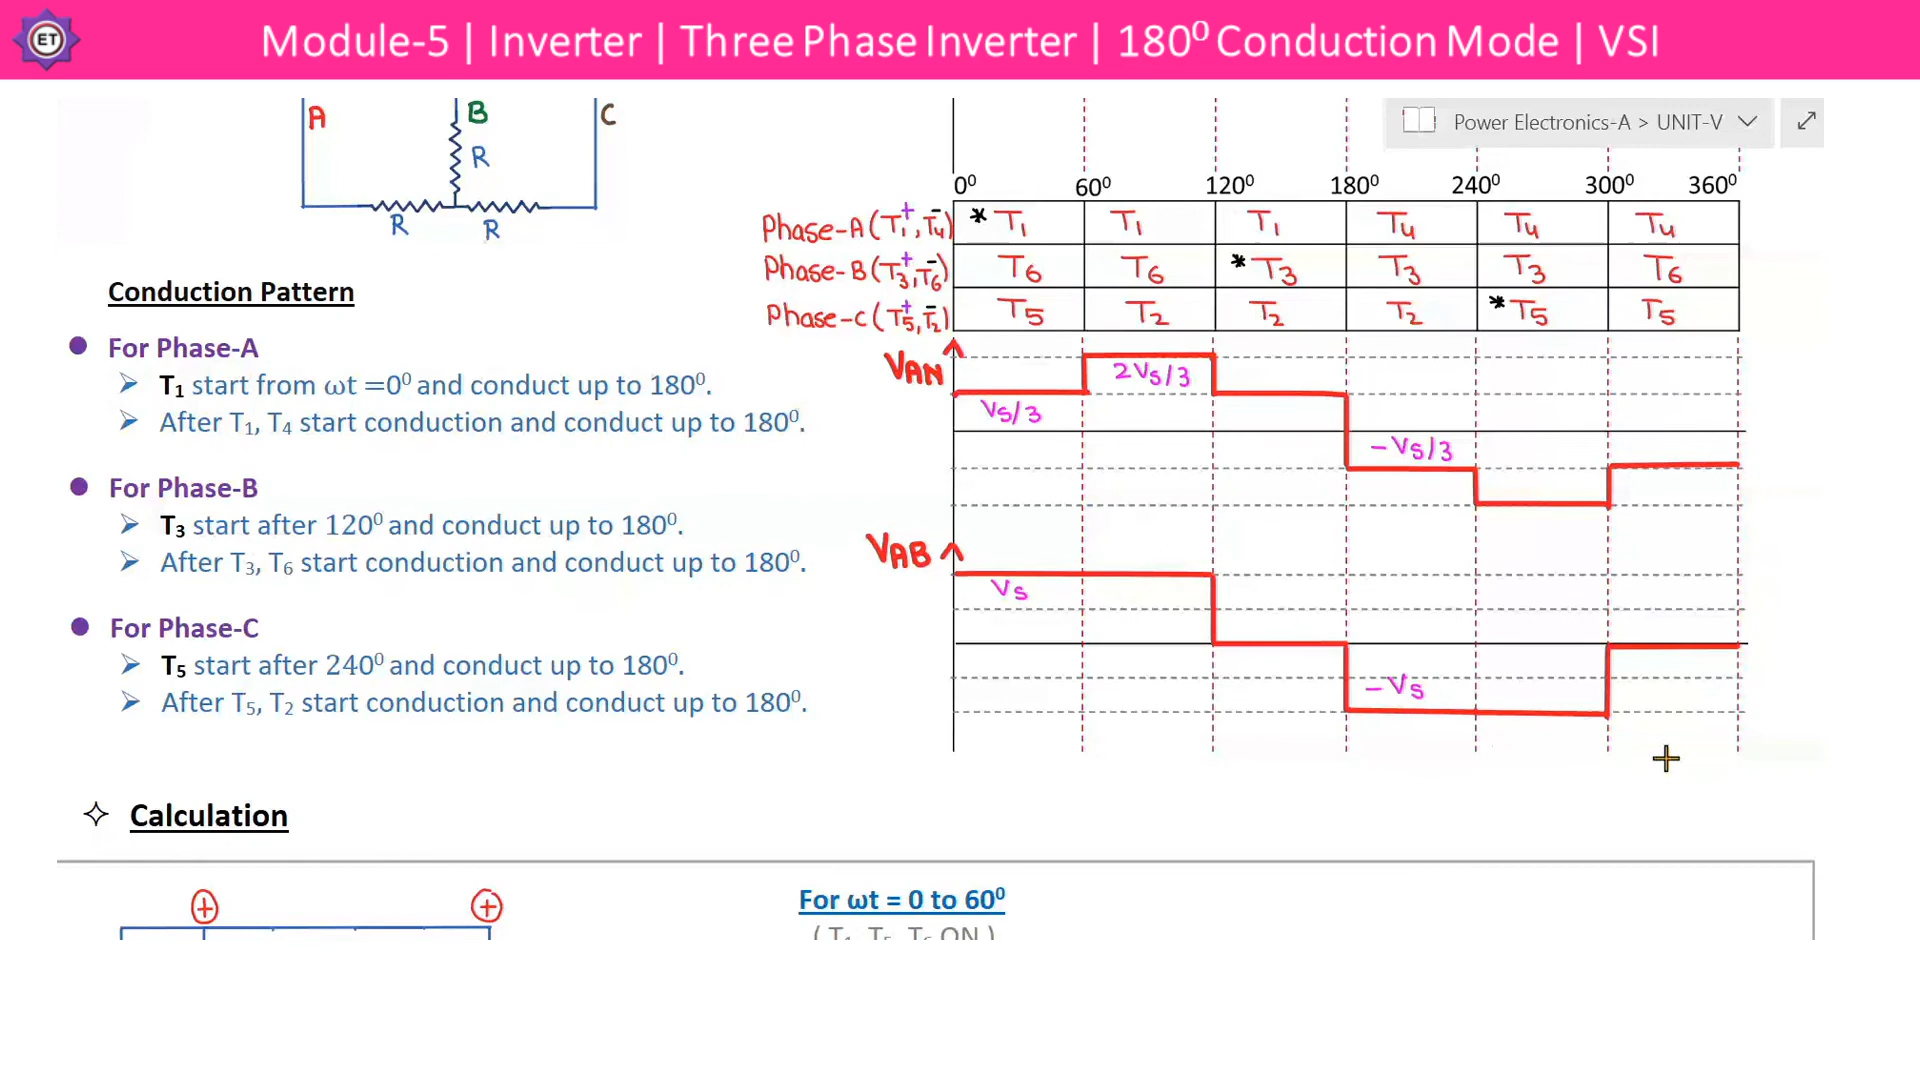 ET
Module-5 | Inverter | Three Phase Inverter | 180⁰ Conduction Mode | VSI
A B C
R
R R
Power Electronics-A > UNIT-V
Conduction Pattern
For Phase-A
T₁ start from ωt =0⁰ and conduct up to 180⁰.
After T₁, T₄ start conduction and conduct up to 180⁰.
For Phase-B
T₃ start after 120⁰ and conduct up to 180⁰.
After T₃, T₆ start conduction and conduct up to 180⁰.
For Phase-C
T₅ start after 240⁰ and conduct up to 180⁰.
After T₅, T₂ start conduction and conduct up to 180⁰.
0⁰ 60⁰ 120⁰ 180⁰ 240⁰ 300⁰ 360⁰
Phase-A (T₁⁺, T₄⁻) * T₁ T₁ T₁ T₄ T₄ T₄
Phase-B (T₃⁺, T₆⁻) T₆ T₆ * T₃ T₃ T₃ T₆
Phase-C (T₅⁺, T₂⁻) T₅ T₂ T₂ T₂ * T₅ T₅
VAN
2Vs/3
Vs/3
-Vs/3
VAB
Vs
-Vs
Calculation
+ +
For ωt = 0 to 60⁰
( T₁, T₅, T₆ ON )